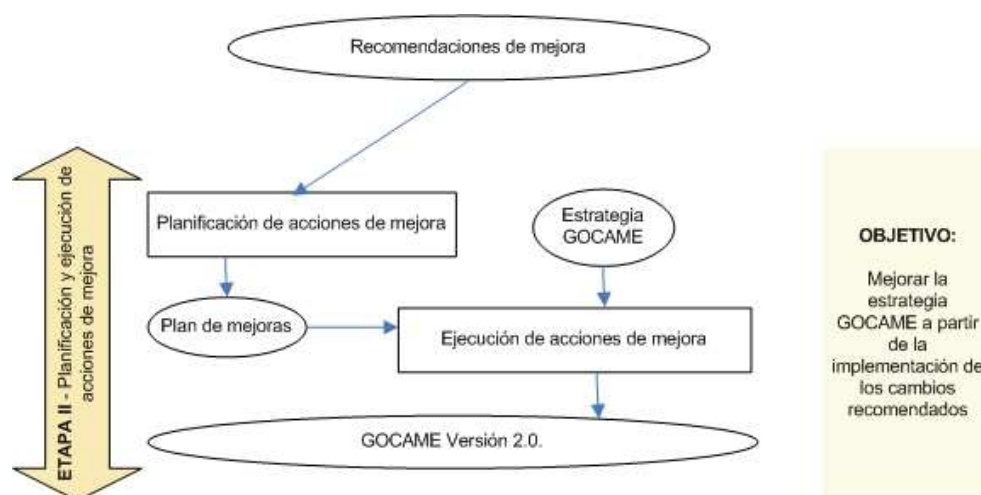 Recomendaciones de mejora
ETAPA II - Planificación y ejecución de
acciones de mejora
Planificación de acciones de mejora
Estrategia
GOCAME
Plan de mejoras
Ejecución de acciones de mejora
GOCAME Versión 2.0.
OBJETIVO:
Mejorar la
estrategia
GOCAME a partir
de la
implementación de
los cambios
recomendados